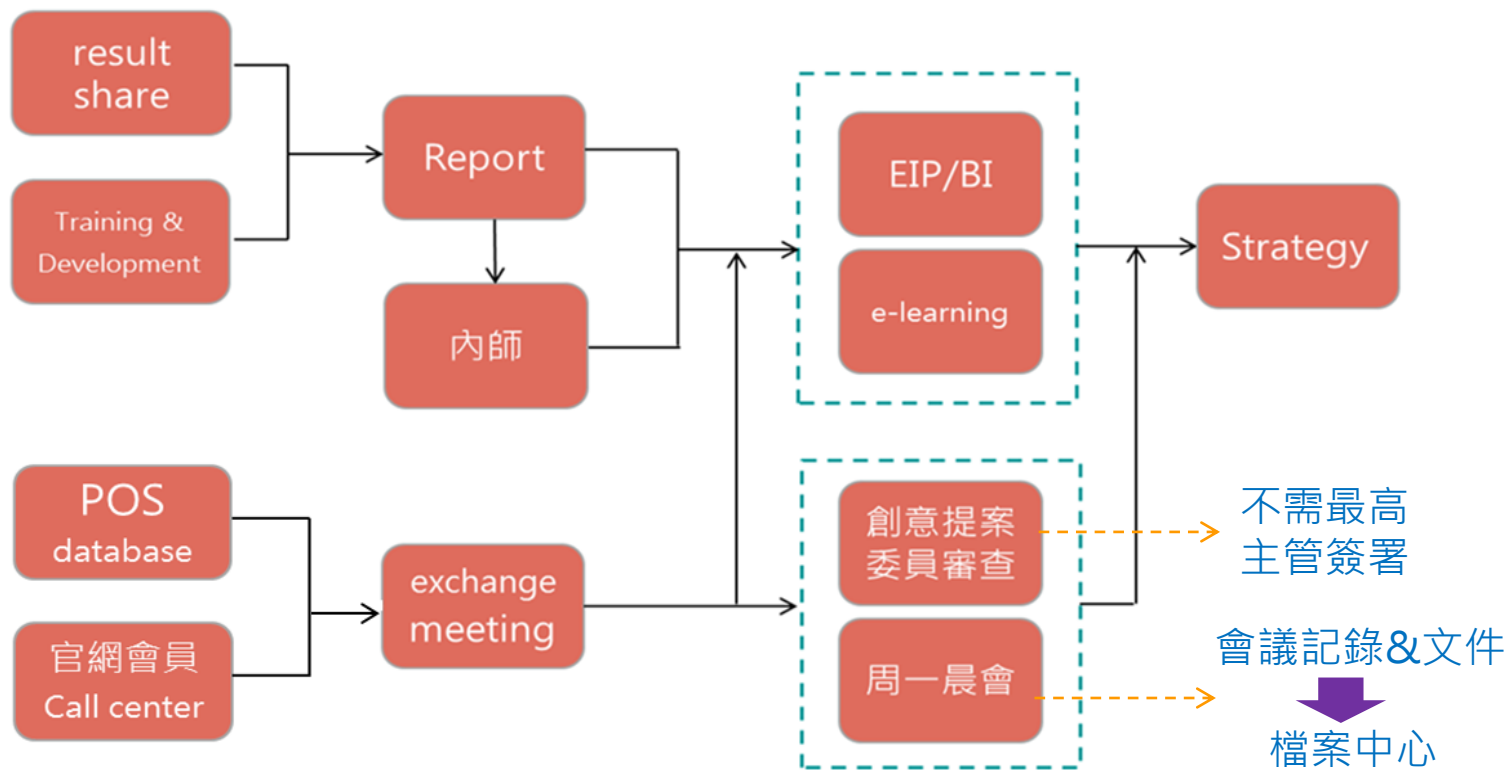 result
share
Training &
Development
Report
內師
EIP/BI
e-learning
Strategy
POS
database
官網會員
Call center
exchange
meeting
創意提案
委員審查
周一晨會
不需最高
主管簽署
會議記錄&文件
檔案中心